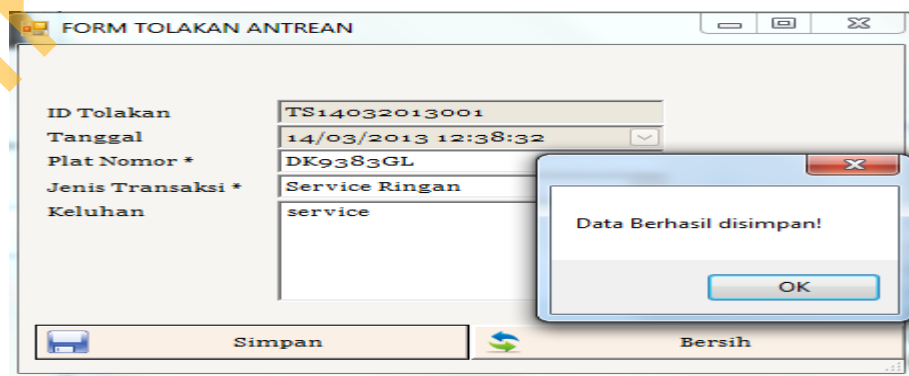 FORM TOLAKAN ANTREAN
ID Tolakan TS14032013001
Tanggal 14/03/2013 12:38:32
Plat Nomor * DK9383GL
Jenis Transaksi * Service Ringan
Keluhan service
Data Berhasil disimpan!
OK
Simpan Bersih